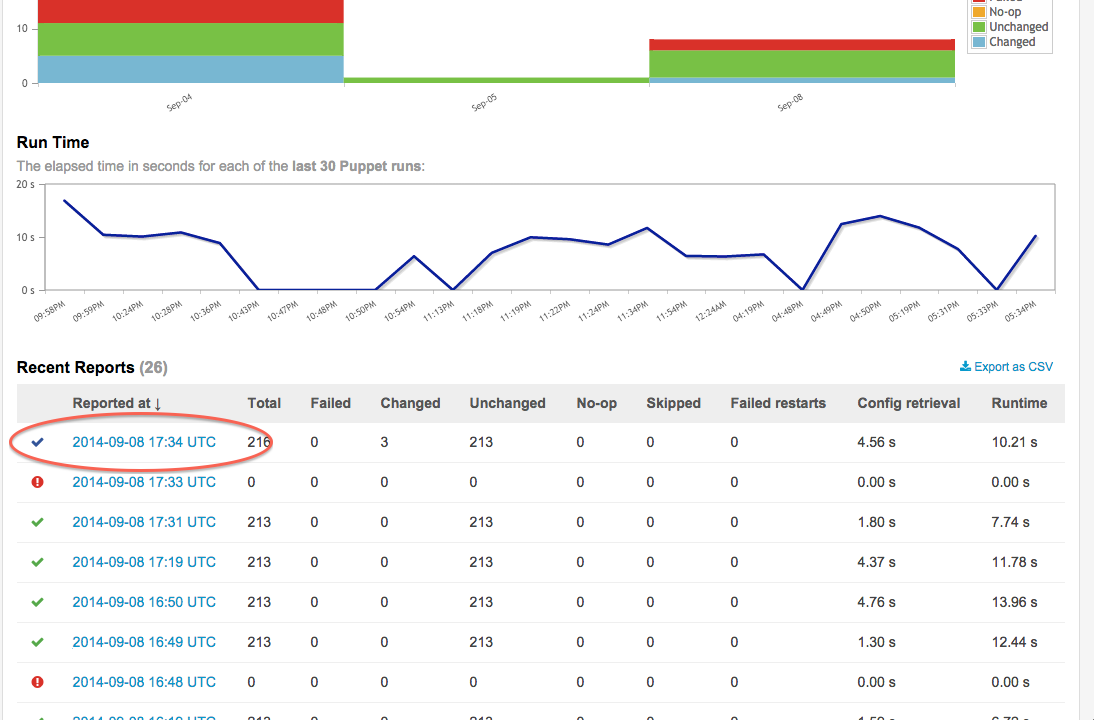 No-op
10
Unchanged
Changed
0
Sep-04 Sep-05 Sep-08
Run Time
The elapsed time in seconds for each of the last 30 Puppet runs:
20 s
10 s
0 s
09:58PM 09:59PM 10:24PM 10:28PM 10:36PM 10:43PM 10:47PM 10:48PM 10:50PM 10:54PM 11:13PM 11:18PM 11:19PM 11:22PM 11:24PM 11:34PM 11:54PM 12:24AM 04:19PM 04:48PM 04:49PM 04:50PM 05:19PM 05:31PM 05:33PM 05:34PM
Recent Reports (26) Export as CSV
Reported at ↓ Total Failed Changed Unchanged No-op Skipped Failed restarts Config retrieval Runtime
2014-09-08 17:34 UTC 216 0 3 213 0 0 0 4.56 s 10.21 s
2014-09-08 17:33 UTC 0 0 0 0 0 0 0 0.00 s 0.00 s
2014-09-08 17:31 UTC 213 0 0 213 0 0 0 1.80 s 7.74 s
2014-09-08 17:19 UTC 213 0 0 213 0 0 0 4.37 s 11.78 s
2014-09-08 16:50 UTC 213 0 0 213 0 0 0 4.76 s 13.96 s
2014-09-08 16:49 UTC 213 0 0 213 0 0 0 1.30 s 12.44 s
2014-09-08 16:48 UTC 0 0 0 0 0 0 0 0.00 s 0.00 s